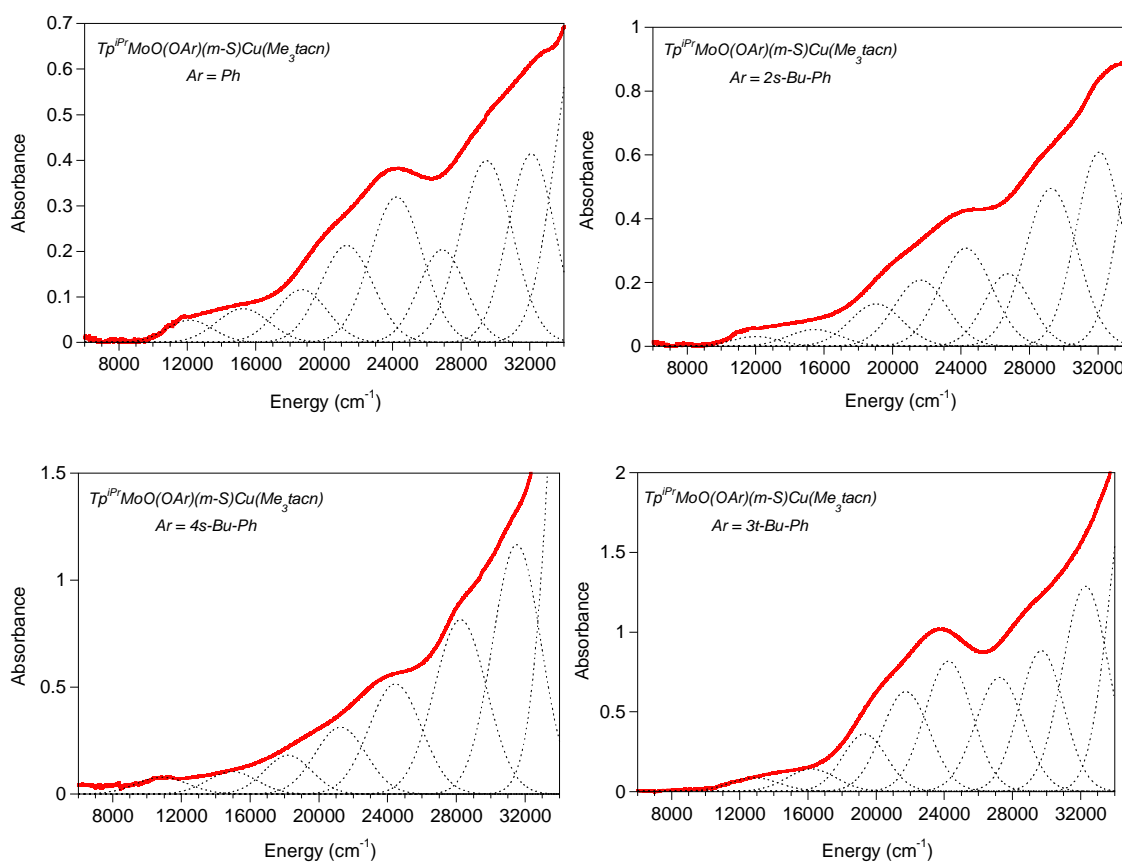 0.7
0.6
0.5
0.4
0.3
0.2
0.1
0
Absorbance
Tp^iPr MoO(OAr)(m-S)Cu(Me_3tacn)
Ar = Ph
8000 12000 16000 20000 24000 28000 32000
Energy (cm^-1)
1
0.8
0.6
0.4
0.2
0
Absorbance
Tp^iPr MoO(OAr)(m-S)Cu(Me_3tacn)
Ar = 2s-Bu-Ph
8000 12000 16000 20000 24000 28000 32000
Energy (cm^-1)
1.5
1
0.5
0
Absorbance
Tp^iPr MoO(OAr)(m-S)Cu(Me_3tacn)
Ar = 4s-Bu-Ph
8000 12000 16000 20000 24000 28000 32000
Energy (cm^-1)
2
1.5
1
0.5
0
Absorbance
Tp^iPr MoO(OAr)(m-S)Cu(Me_3tacn)
Ar = 3t-Bu-Ph
8000 12000 16000 20000 24000 28000 32000
Energy (cm^-1)